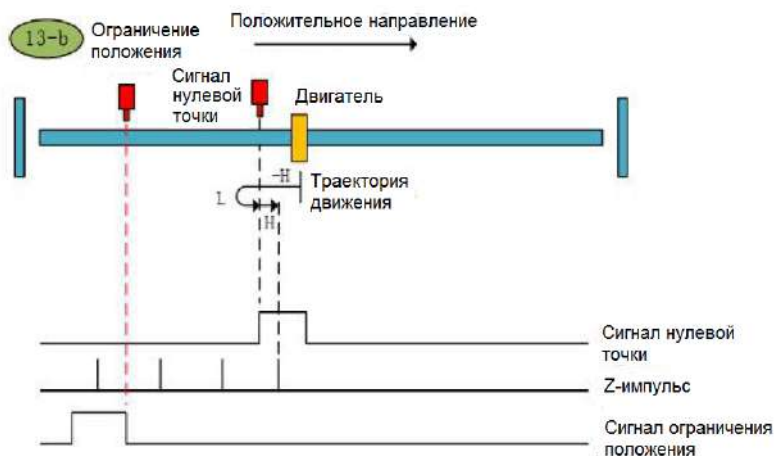 13-b
Ограничение
положения
Положительное направление
Сигнал
нулевой
точки
Двигатель
-H
Траектория
движения
L
H
Сигнал нулевой
точки
Z-импульс
Сигнал ограничения
положения